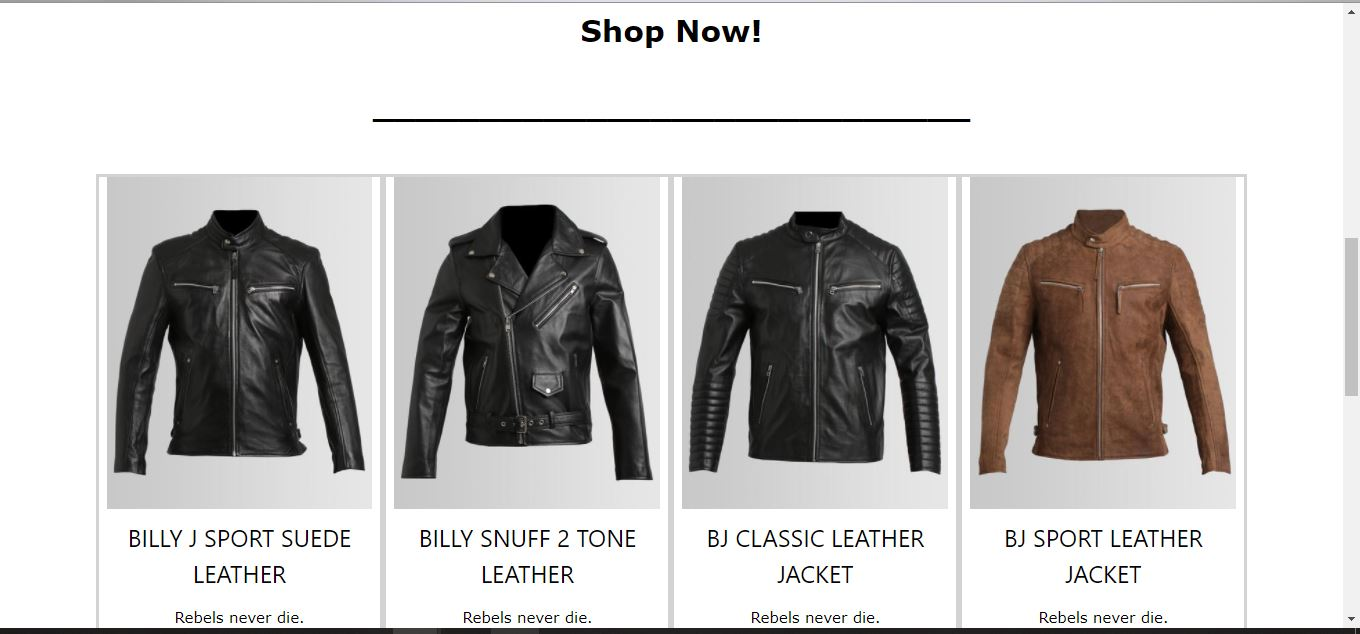 Shop Now!
BILLY J SPORT SUEDE
LEATHER
Rebels never die.
BILLY SNUFF 2 TONE
LEATHER
Rebels never die.
BJ CLASSIC LEATHER
JACKET
Rebels never die.
BJ SPORT LEATHER
JACKET
Rebels never die.